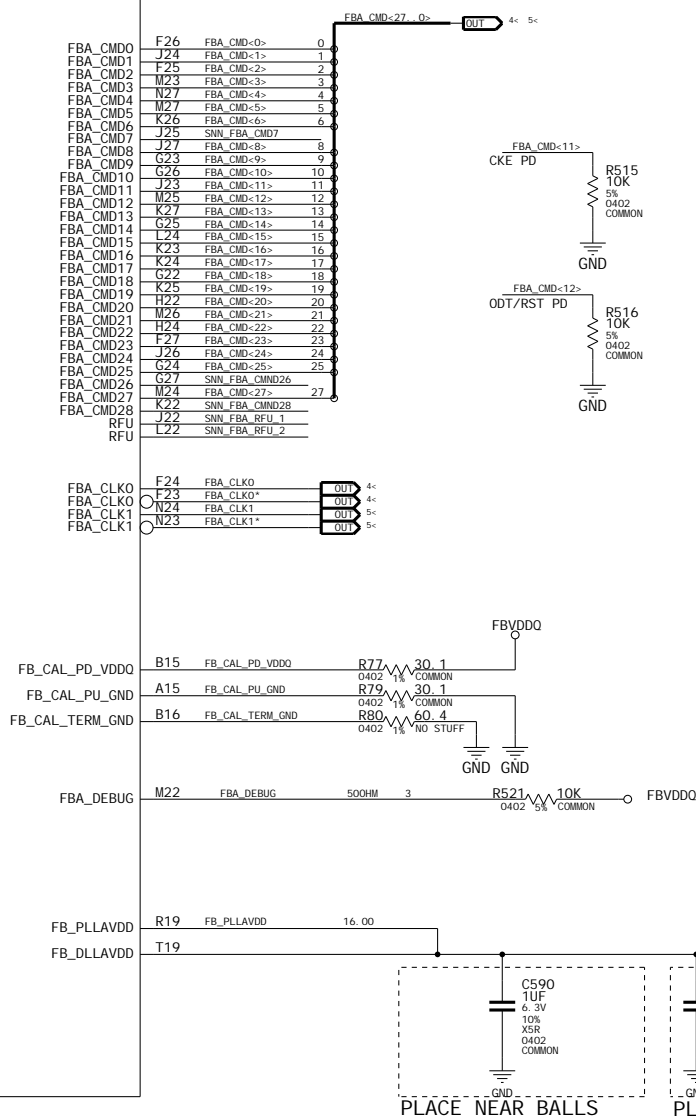 FBA_CMD<27..0> OUT 4< 5<
FBA_CMD0 F26 FBA_CMD<0> 0
FBA_CMD1 J24 FBA_CMD<1> 1
FBA_CMD2 F25 FBA_CMD<2> 2
FBA_CMD3 M23 FBA_CMD<3> 3
FBA_CMD4 N27 FBA_CMD<4> 4
FBA_CMD5 M27 FBA_CMD<5> 5
FBA_CMD6 K26 FBA_CMD<6> 6
FBA_CMD7 J25 SNN_FBA_CMD7
FBA_CMD8 J27 FBA_CMD<8> 8
FBA_CMD9 G23 FBA_CMD<9> 9
FBA_CMD10 G26 FBA_CMD<10> 10
FBA_CMD11 J23 FBA_CMD<11> 11
FBA_CMD12 M25 FBA_CMD<12> 12
FBA_CMD13 K27 FBA_CMD<13> 13
FBA_CMD14 G25 FBA_CMD<14> 14
FBA_CMD15 L24 FBA_CMD<15> 15
FBA_CMD16 K23 FBA_CMD<16> 16
FBA_CMD17 K24 FBA_CMD<17> 17
FBA_CMD18 G22 FBA_CMD<18> 18
FBA_CMD19 K25 FBA_CMD<19> 19
FBA_CMD20 H22 FBA_CMD<20> 20
FBA_CMD21 M26 FBA_CMD<21> 21
FBA_CMD22 H24 FBA_CMD<22> 22
FBA_CMD23 F27 FBA_CMD<23> 23
FBA_CMD24 J26 FBA_CMD<24> 24
FBA_CMD25 G24 FBA_CMD<25> 25
FBA_CMD26 G27 SNN_FBA_CMND26
FBA_CMD27 M24 FBA_CMD<27> 27
FBA_CMD28 K22 SNN_FBA_CMND28
RFU J22 SNN_FBA_RFU_1
RFU L22 SNN_FBA_RFU_2
FBA_CMD<11>
CKE PD
R515
10K
5%
0402
COMMON
GND
FBA_CMD<12>
ODT/RST PD
R516
10K
5%
0402
COMMON
GND
FBA_CLK0 F24 FBA_CLK0 OUT 4<
FBA_CLK0 F23 FBA_CLK0* OUT 4<
FBA_CLK1 N24 FBA_CLK1 OUT 5<
FBA_CLK1 N23 FBA_CLK1* OUT 5<
FBVDDQ
FB_CAL_PD_VDDQ B15 FB_CAL_PD_VDDQ R77 30.1
0402 1% COMMON
FB_CAL_PU_GND A15 FB_CAL_PU_GND R79 30.1
0402 1% COMMON
FB_CAL_TERM_GND B16 FB_CAL_TERM_GND R80 60.4
0402 1% NO STUFF
GND GND
FBA_DEBUG M22 FBA_DEBUG 50OHM 3 R521 10K FBVDDQ
0402 5% COMMON
FB_PLLAVDD R19 FB_PLLAVDD 16.00
FB_DLLAVDD T19
C590
1UF
6.3V
10%
X5R
0402
COMMON
GND
PLACE NEAR BALLS